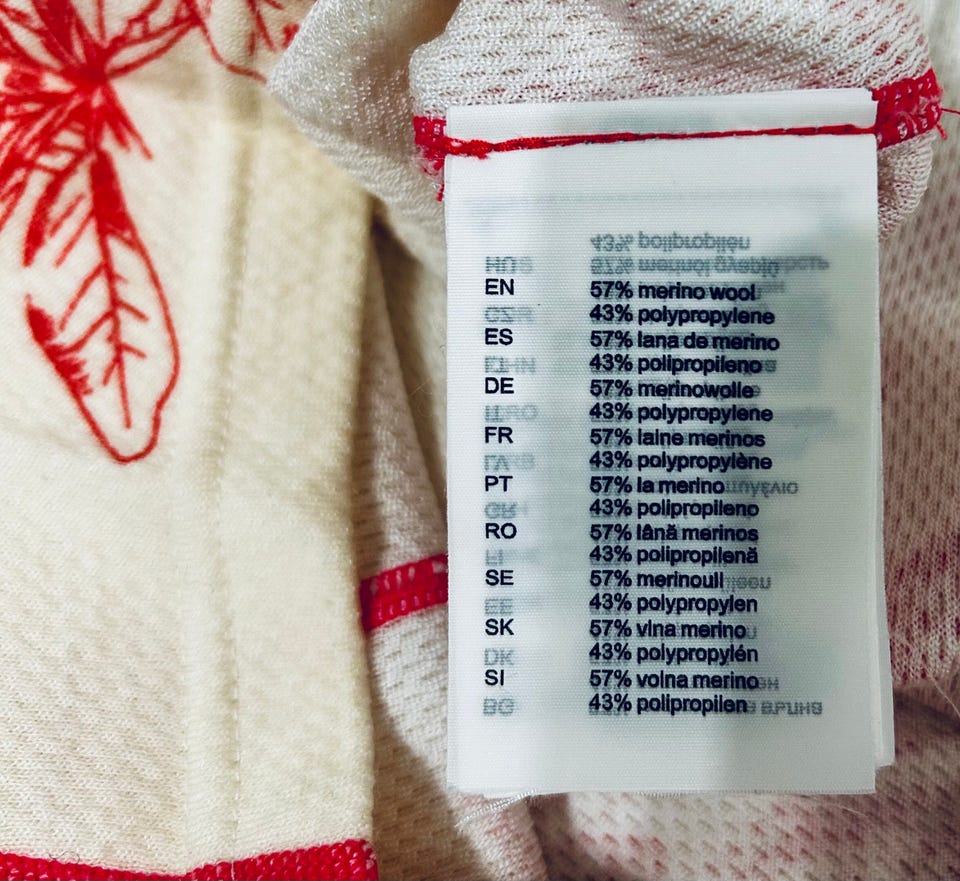 EN 57% merino wool
43% polypropylene
ES 57% lana de merino
43% polipropileno
DE 57% merinowolle
43% polypropylene
FR 57% laine merinos
43% polypropylène
PT 57% la merino
43% polipropileno
RO 57% lână merinos
43% polipropilenă
SE 57% merinoull
43% polypropylen
SK 57% vlna merino
43% polypropylén
SI 57% volna merino
43% polipropilen